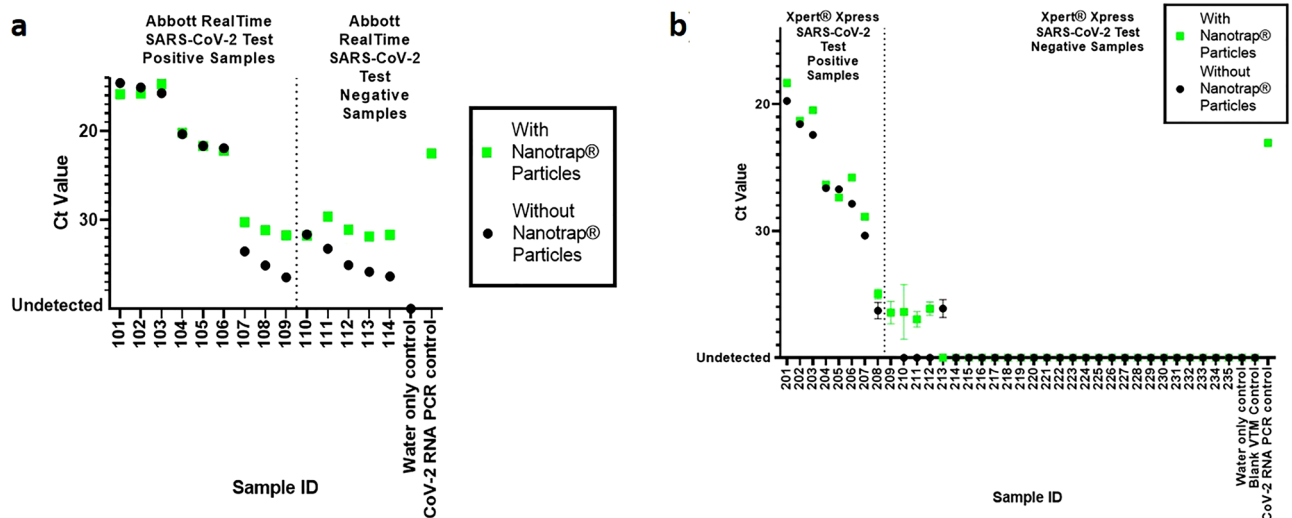 a
Abbott RealTime
SARS-CoV-2 Test
Positive Samples
Abbott
RealTime
SARS-CoV-2
Test
Negative
Samples
Ct Value
20
30
Undetected
101
102
103
104
105
106
107
108
109
110
111
112
113
114
Water only control
CoV-2 RNA PCR control
Sample ID
With
Nanotrap®
Particles
Without
Nanotrap®
Particles
b
Xpert® Xpress
SARS-CoV-2
Test
Positive
Samples
Xpert® Xpress
SARS-CoV-2 Test
Negative Samples
With
Nanotrap®
Particles
Without
Nanotrap®
Particles
Ct Value
20
30
Undetected
201
202
203
204
205
206
207
208
209
210
211
212
213
214
215
216
217
218
219
220
221
222
223
224
225
226
227
228
229
230
231
232
233
234
235
Water only control
Blank VTM Control
CoV-2 RNA PCR control
Sample ID